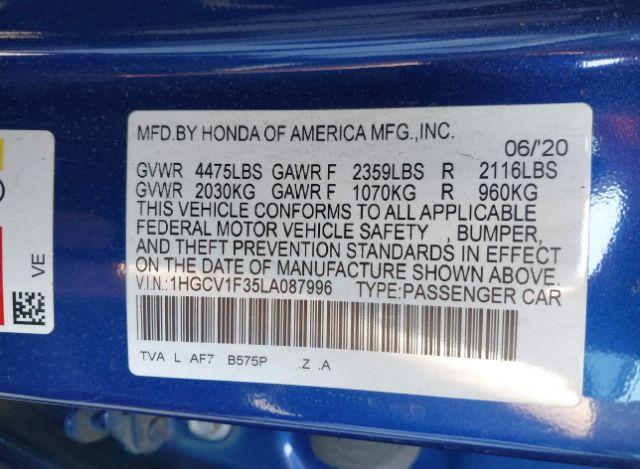 MFD.BY HONDA OF AMERICA MFG.,INC.
06/'20
GVWR 4475LBS GAWR F 2359LBS R 2116LBS
GVWR 2030KG GAWR F 1070KG R 960KG
THIS VEHICLE CONFORMS TO ALL APPLICABLE
FEDERAL MOTOR VEHICLE SAFETY , BUMPER,
AND THEFT PREVENTION STANDARDS IN EFFECT
ON THE DATE OF MANUFACTURE SHOWN ABOVE.
V.I.N.:1HGCV1F35LA087996 TYPE:PASSENGER CAR
TVA L AF7 B575P .Z .A
VE